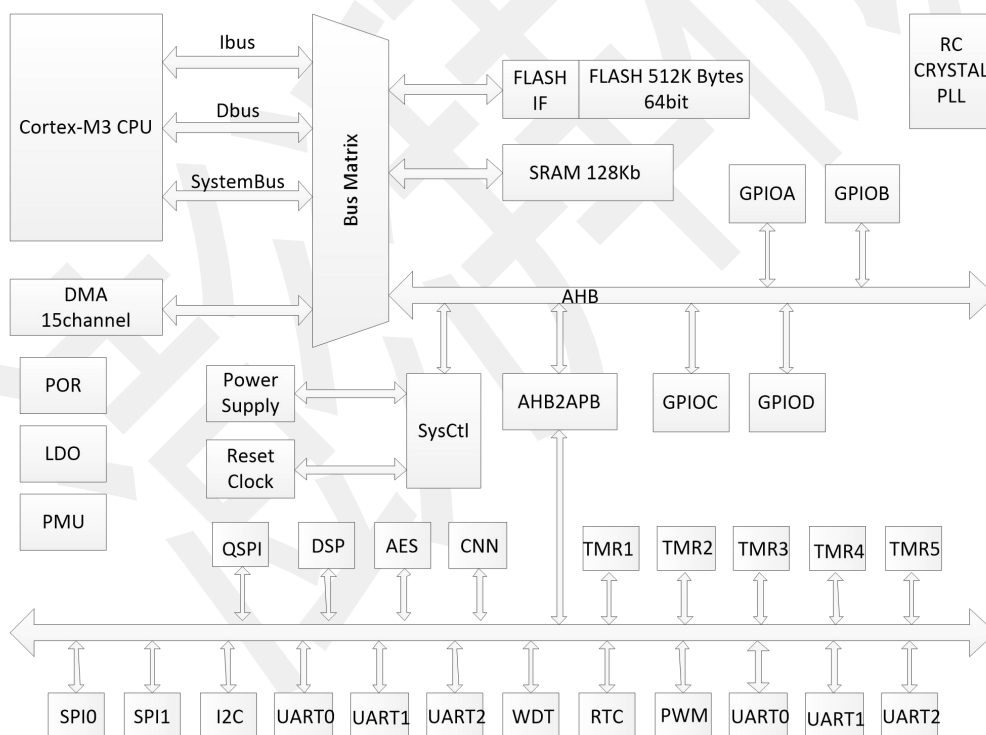 Ibus
RC
CRYSTAL
PLL
FLASH
IF
FLASH 512K Bytes
64bit
Dbus
Cortex-M3 CPU
Bus Matrix
SRAM 128Kb
SystemBus
GPIOA
GPIOB
DMA
15channel
AHB
POR
Power
Supply
SysCtl
AHB2APB
GPIOC
GPIOD
LDO
Reset
Clock
PMU
QSPI
DSP
AES
CNN
TMR1
TMR2
TMR3
TMR4
TMR5
SPI0
SPI1
I2C
UART0
UART1
UART2
WDT
RTC
PWM
UART0
UART1
UART2